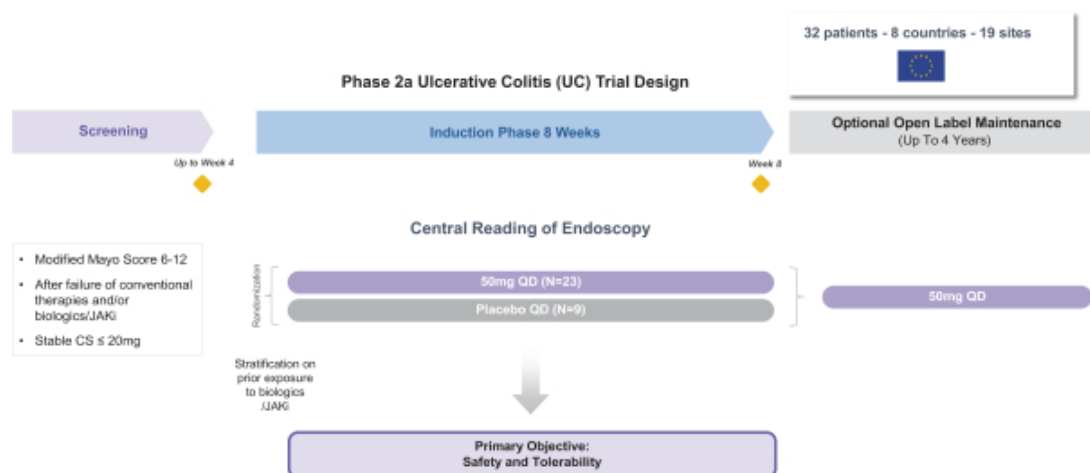 32 patients - 8 countries - 19 sites
Phase 2a Ulcerative Colitis (UC) Trial Design
Screening
Induction Phase 8 Weeks
Optional Open Label Maintenance
(Up To 4 Years)
Up to Week 4
Week 8
Central Reading of Endoscopy
• Modified Mayo Score 6-12
• After failure of conventional
therapies and/or
biologics/JAKi
• Stable CS ≤ 20mg
Randomization
50mg QD (N=23)
Placebo QD (N=9)
50mg QD
Stratification on
prior exposure
to biologics
/JAKi
Primary Objective:
Safety and Tolerability